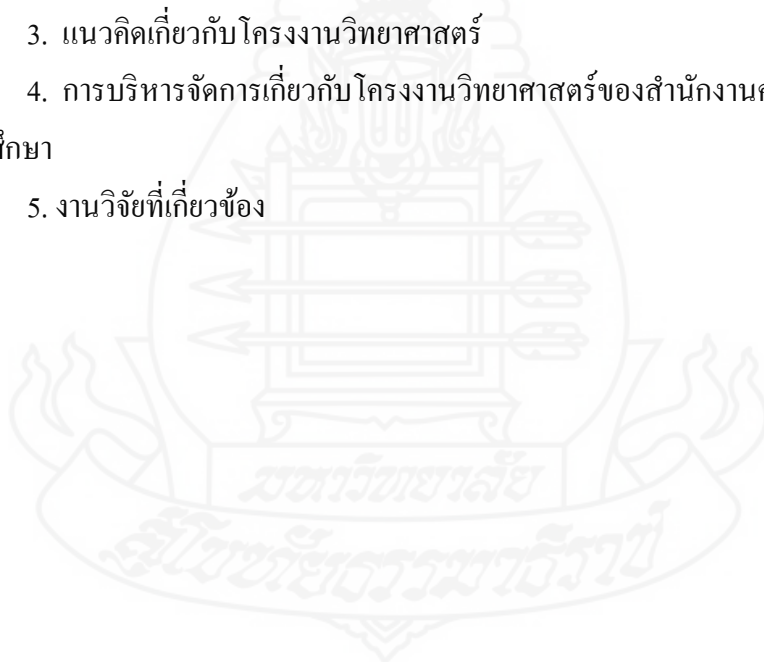 3. แนวคิดเกี่ยวกับโครงงานวิทยาศาสตร์
4. การบริหารจัดการเกี่ยวกับโครงงานวิทยาศาสตร์ของสำนักงาน
5. งานวิจัยที่เกี่ยวข้อง
มหาวิทยาลัย
สุโขทัยธรรมาธิราช